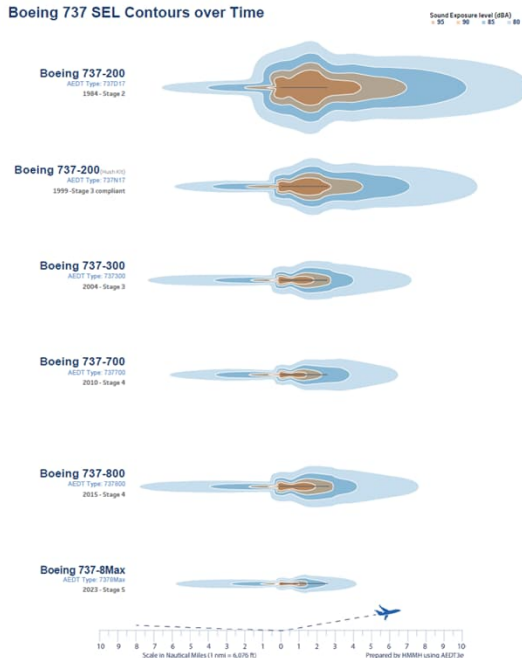 Boeing 737 SEL Contours over Time
Sound Exposure level (dBA)
95 90 85 80
Boeing 737-200
AEDT Type: 737D17
1984 - Stage 2
Boeing 737-200 (Hush Kit)
AEDT Type: 737N17
1999 -Stage 3 compliant
Boeing 737-300
AEDT Type: 737300
2004 - Stage 3
Boeing 737-700
AEDT Type: 737700
2010 - Stage 4
Boeing 737-800
AEDT Type: 737800
2015 - Stage 4
Boeing 737-8Max
AEDT Type: 7378Max
2023 - Stage 5
10 9 8 7 6 5 4 3 2 1 0 1 2 3 4 5 6 7 8 9 10
Scale in Nautical Miles (1 nmi = 6,076 ft)
Prepared by HMMH using AEDT3e